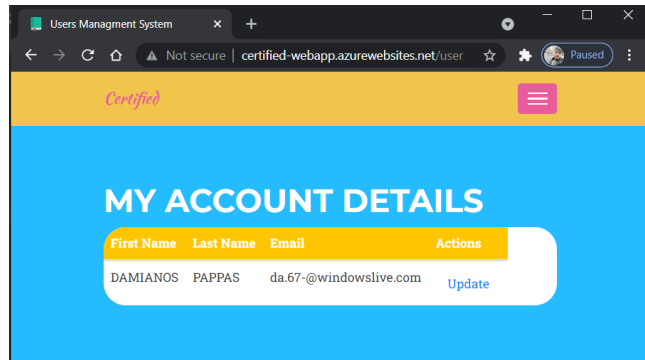 Users Managment System
Not secure | certified-webapp.azurewebsites.net/user
Paused
Certified
MY ACCOUNT DETAILS
First Name Last Name Email Actions
DAMIANOS PAPPAS da.67-@windowslive.com Update